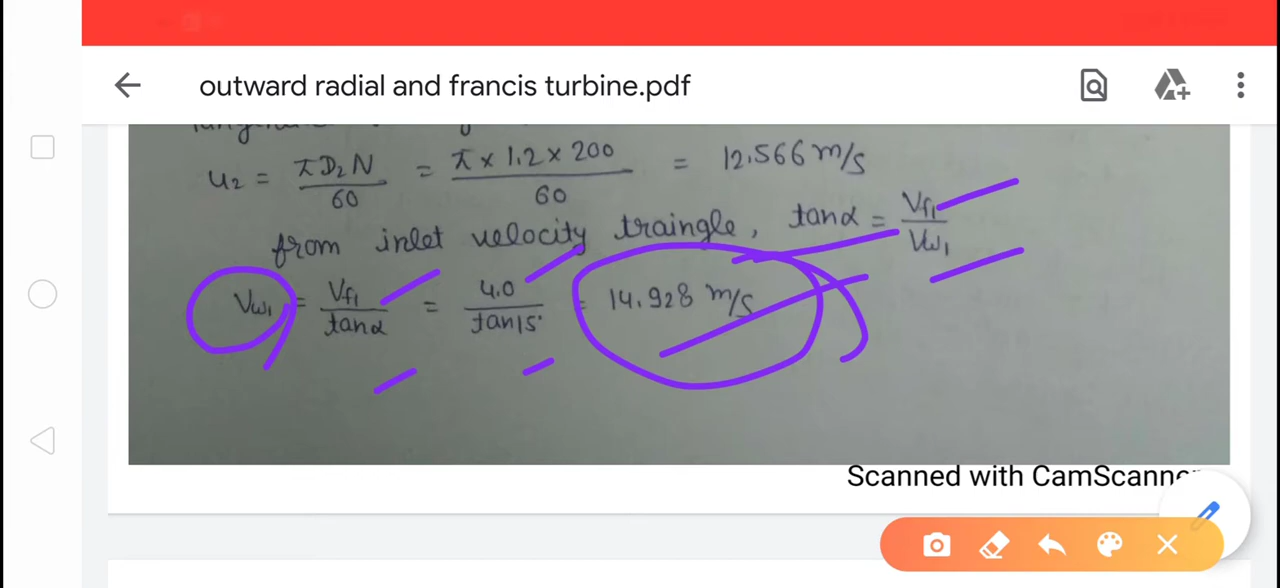 outward radial and francis turbine.pdf
u2 = πD2N/60 = π x 1.2 x 200/60 = 12.566 m/s
from inlet velocity traingle, tanα = Vf1/Vw1
Vw1 = Vf1/tanα = 4.0/tan15° = 14.928 m/s
Scanned with CamScanner